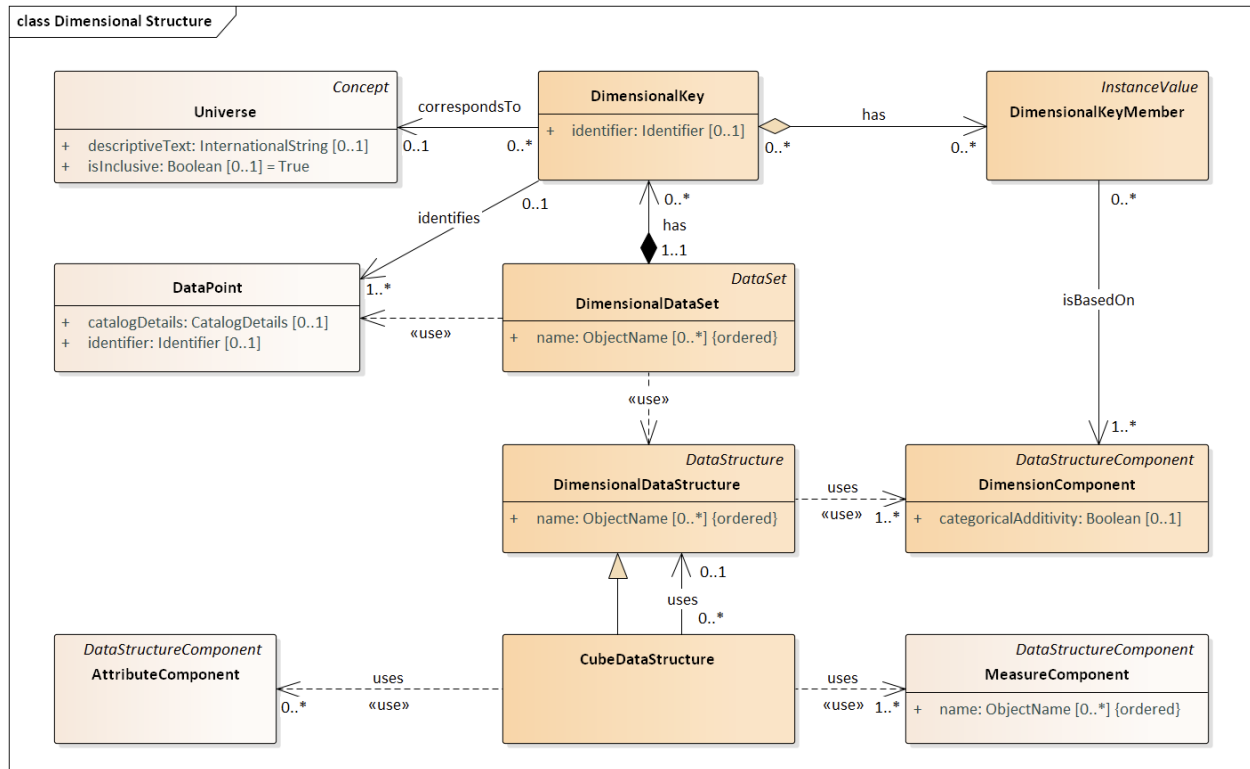 class Dimensional Structure
Concept
Universe
+ descriptiveText: InternationalString [0..1]
+ isInclusive: Boolean [0..1] = True
correspondsTo
0..1
0..*
DimensionalKey
+ identifier: Identifier [0..1]
has
0..*
0..*
InstanceValue
DimensionalKeyMember
identifies
0..1
1..*
0..*
has
1..1
0..*
isBasedOn
1..*
DataPoint
+ catalogDetails: CatalogDetails [0..1]
+ identifier: Identifier [0..1]
«use»
DataSet
DimensionalDataSet
+ name: ObjectName [0..*] {ordered}
«use»
DataStructure
DimensionalDataStructure
+ name: ObjectName [0..*] {ordered}
uses
«use»
1..*
DataStructureComponent
DimensionComponent
+ categoricalAdditivity: Boolean [0..1]
0..1
uses
0..*
DataStructureComponent
AttributeComponent
uses
0..*
«use»
CubeDataStructure
uses
«use»
1..*
DataStructureComponent
MeasureComponent
+ name: ObjectName [0..*] {ordered}